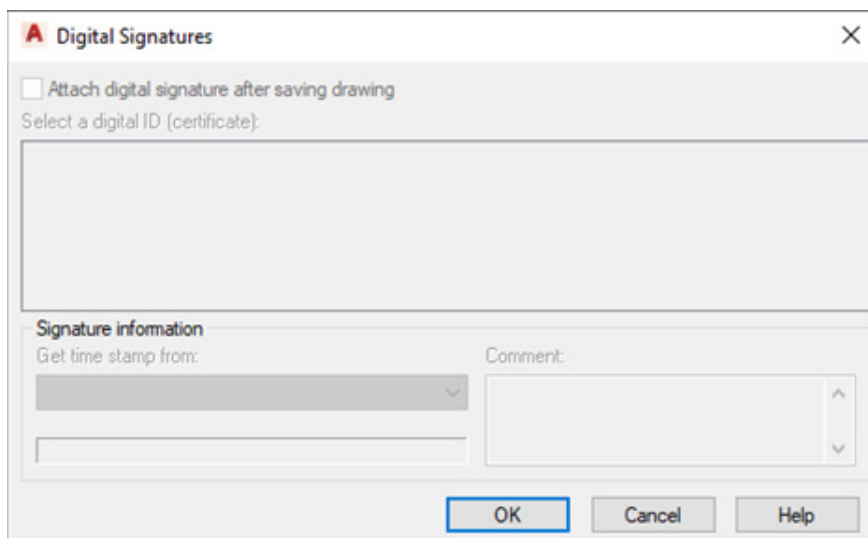 A Digital Signatures
Attach digital signature after saving drawing
Select a digital ID (certificate):
Signature information
Get time stamp from:
Comment:
OK Cancel Help